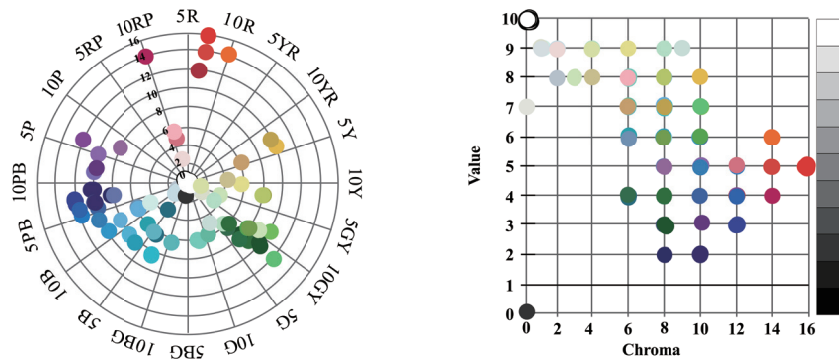 5R
10R
5YR
10YR
5Y
10Y
5GY
10GY
5G
10G
5BG
10BG
5B
10B
5PB
10PB
5P
10P
5RP
10RP
16
14
12
10
8
6
4
2
0
Value
10
9
8
7
6
5
4
3
2
1
0
0 2 4 6 8 10 12 14 16
Chroma